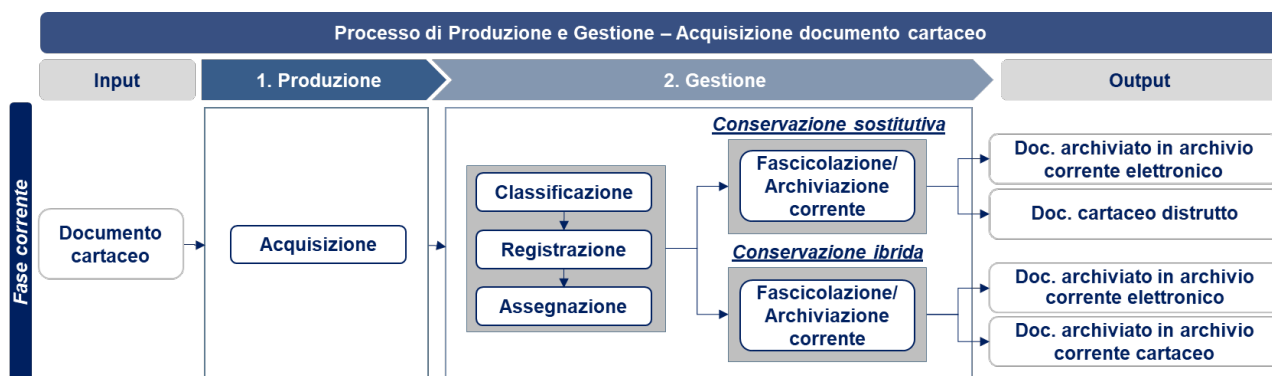 Processo di Produzione e Gestione – Acquisizione documento cartaceo
Input
1. Produzione
2. Gestione
Output
Fase corrente
Documento
cartaceo
Acquisizione
Classificazione
Registrazione
Assegnazione
Conservazione sostitutiva
Fascicolazione/
Archiviazione
corrente
Conservazione ibrida
Fascicolazione/
Archiviazione
corrente
Doc. archiviato in archivio
corrente elettronico
Doc. cartaceo distrutto
Doc. archiviato in archivio
corrente elettronico
Doc. archiviato in archivio
corrente cartaceo